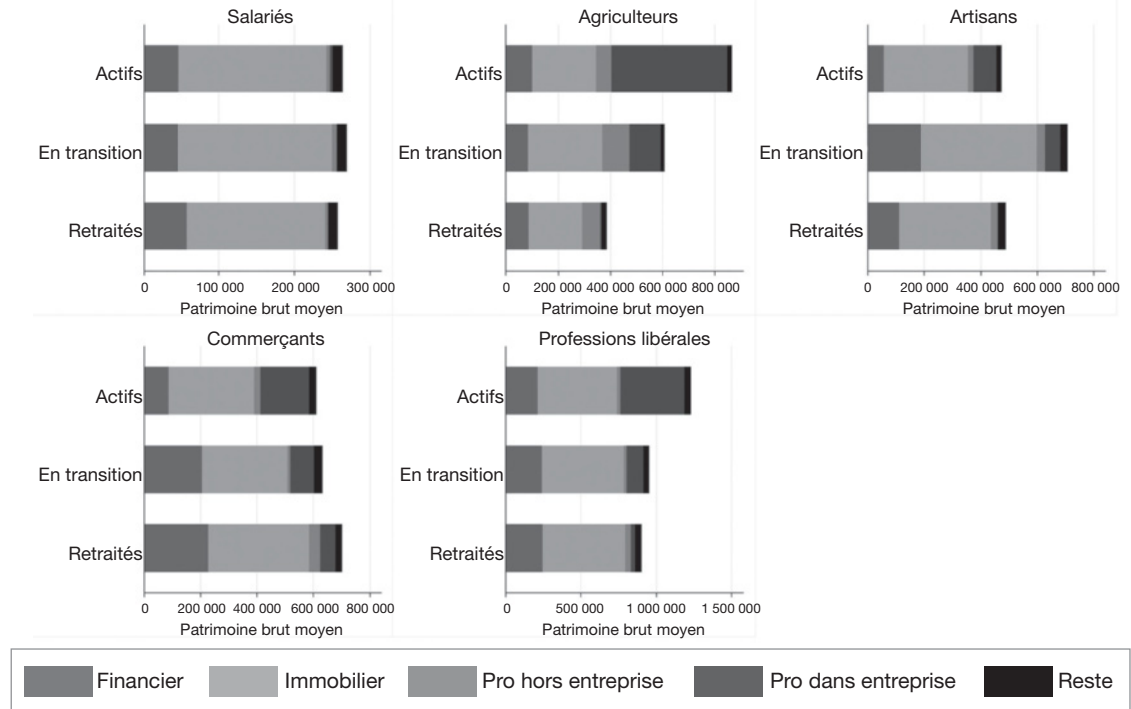 Salariés
Actifs
En transition
Retraités
0 100 000 200 000 300 000
Patrimoine brut moyen
Agriculteurs
Actifs
En transition
Retraités
0 200 000 400 000 600 000 800 000
Patrimoine brut moyen
Artisans
Actifs
En transition
Retraités
0 200 000 400 000 600 000 800 000
Patrimoine brut moyen
Commerçants
Actifs
En transition
Retraités
0 200 000 400 000 600 000 800 000
Patrimoine brut moyen
Professions libérales
Actifs
En transition
Retraités
0 500 000 1 000 000 1 500 000
Patrimoine brut moyen
Financier Immobilier Pro hors entreprise Pro dans entreprise Reste